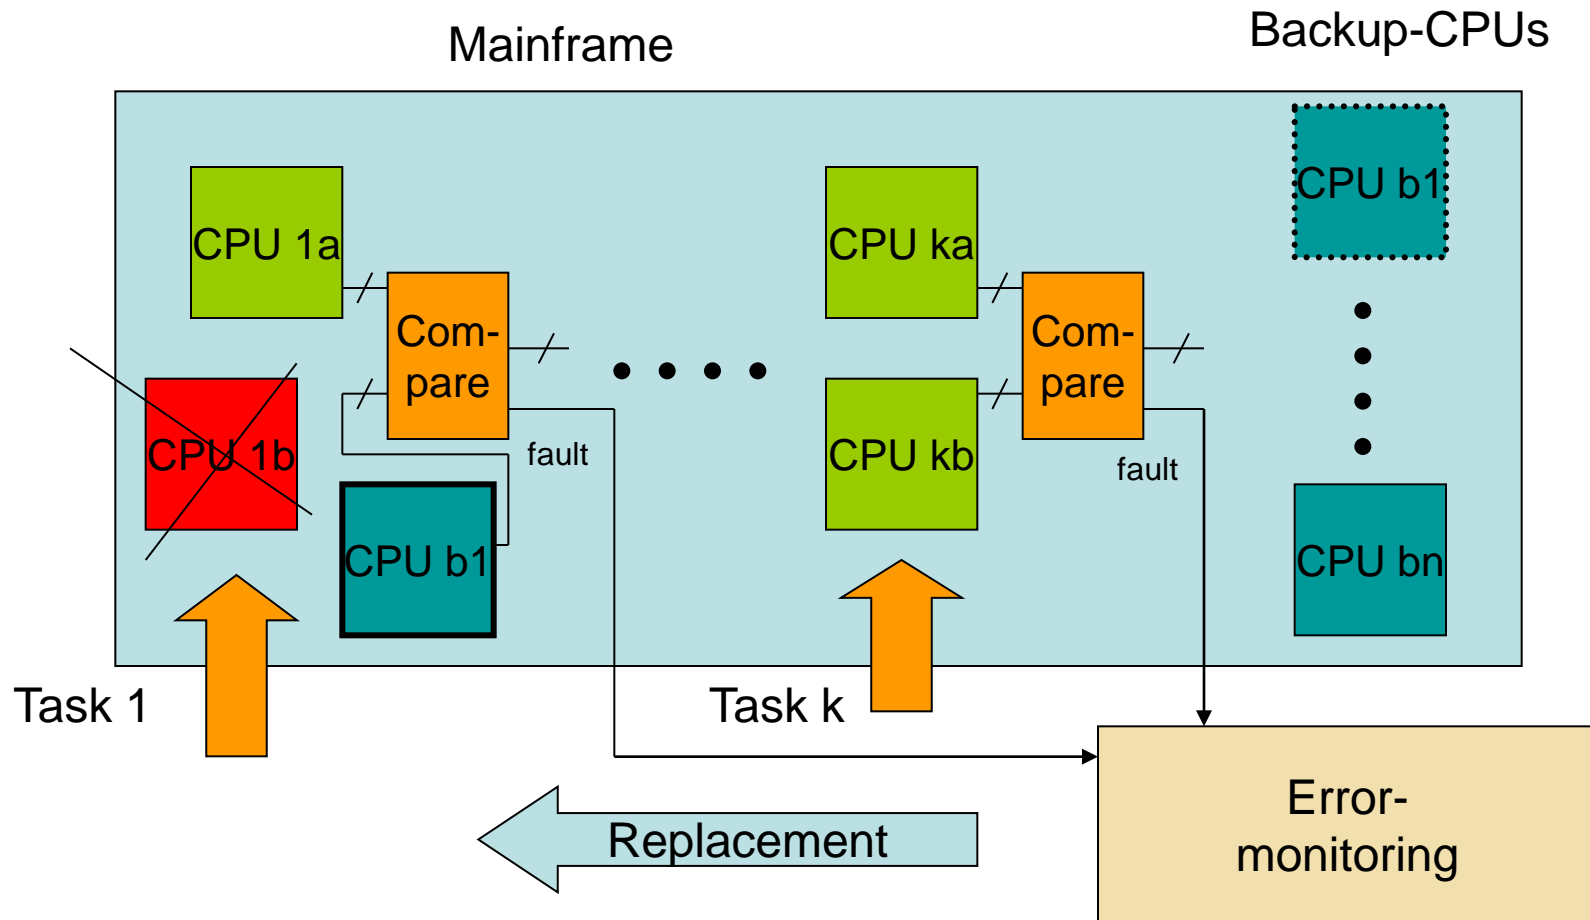 Mainframe
Backup-CPUs
CPU 1a
CPU ka
CPU b1
Com-
pare
Com-
pare
CPU 1b
fault
CPU kb
fault
CPU b1
CPU bn
Task 1
Task k
Replacement
Error-
monitoring